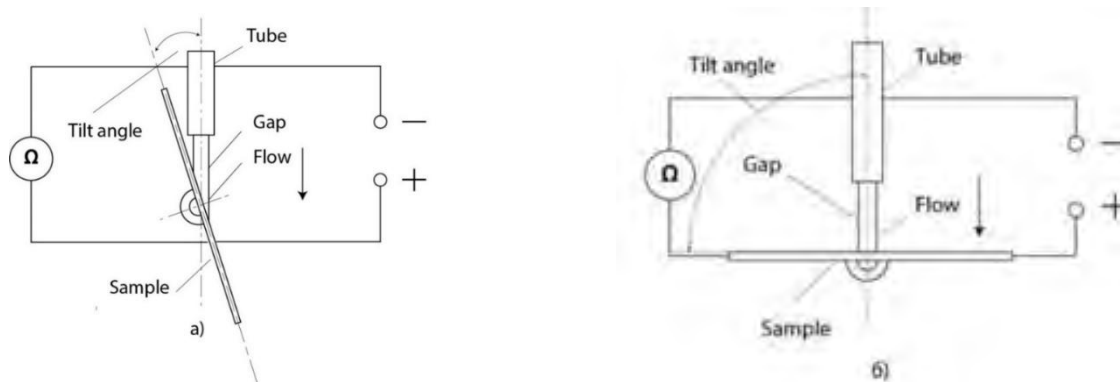 Tube
Tilt angle
Gap
Flow
Ω
−
+
Sample
a)
Tube
Tilt angle
Gap
Flow
Ω
−
+
Sample
б)